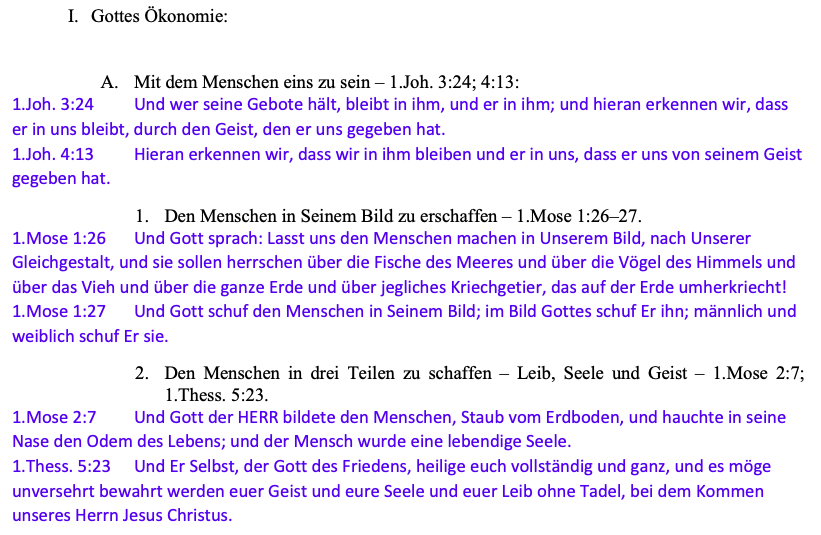 I. Gottes Ökonomie:
A. Mit dem Menschen eins zu sein – 1.Joh. 3:24; 4:13:
1.Joh. 3:24 Und wer seine Gebote hält, bleibt in ihm, und er in ihm; und hieran erkennen wir, dass
er in uns bleibt, durch den Geist, den er uns gegeben hat.
1.Joh. 4:13 Hieran erkennen wir, dass wir in ihm bleiben und er in uns, dass er uns von seinem Geist
gegeben hat.
1. Den Menschen in Seinem Bild zu erschaffen – 1.Mose 1:26–27.
1.Mose 1:26 Und Gott sprach: Lasst uns den Menschen machen in Unserem Bild, nach Unserer
Gleichgestalt, und sie sollen herrschen über die Fische des Meeres und über die Vögel des Himmels und
über das Vieh und über die ganze Erde und über jegliches Kriechgetier, das auf der Erde umherkriecht!
1.Mose 1:27 Und Gott schuf den Menschen in Seinem Bild; im Bild Gottes schuf Er ihn; männlich und
weiblich schuf Er sie.
2. Den Menschen in drei Teilen zu schaffen – Leib, Seele und Geist – 1.Mose 2:7;
1.Thess. 5:23.
1.Mose 2:7 Und Gott der HERR bildete den Menschen, Staub vom Erdboden, und hauchte in seine
Nase den Odem des Lebens; und der Mensch wurde eine lebendige Seele.
1.Thess. 5:23 Und Er Selbst, der Gott des Friedens, heilige euch vollständig und ganz, und es möge
unversehrt bewahrt werden euer Geist und eure Seele und euer Leib ohne Tadel, bei dem Kommen
unseres Herrn Jesus Christus.